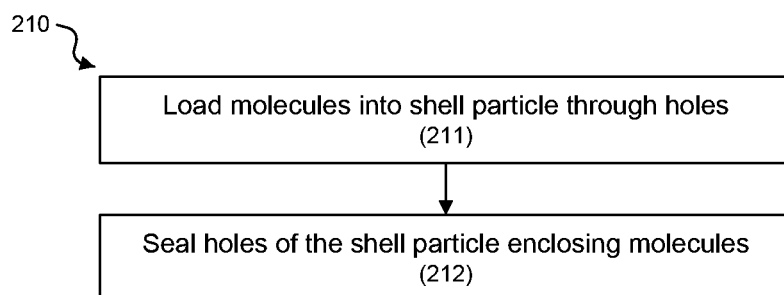 210
Load molecules into shell particle through holes
(211)
Seal holes of the shell particle enclosing molecules
(212)